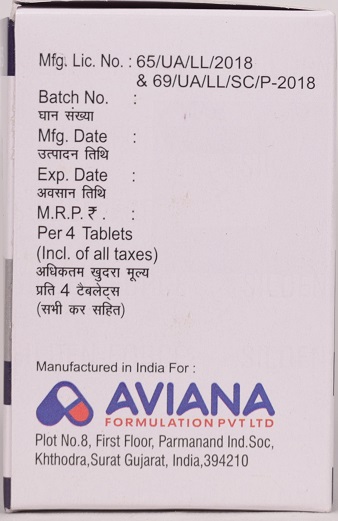 Mfg. Lic. No. : 65/UA/LL/2018
& 69/UA/LL/SC/P-2018
Batch No. :
घान संख्या
Mfg. Date :
उत्पादन तिथि
Exp. Date :
अवसान तिथि
M.R.P. ₹ . :
Per 4 Tablets
(Incl. of all taxes)
अधिकतम खुदरा मूल्य
प्रति 4 टैबलेट्स
(सभी कर सहित)
Manufactured in India For :
AVIANA
FORMULATION PVT LTD
Plot No.8, First Floor, Parmanand Ind.Soc,
Khthodra,Surat Gujarat, India,394210